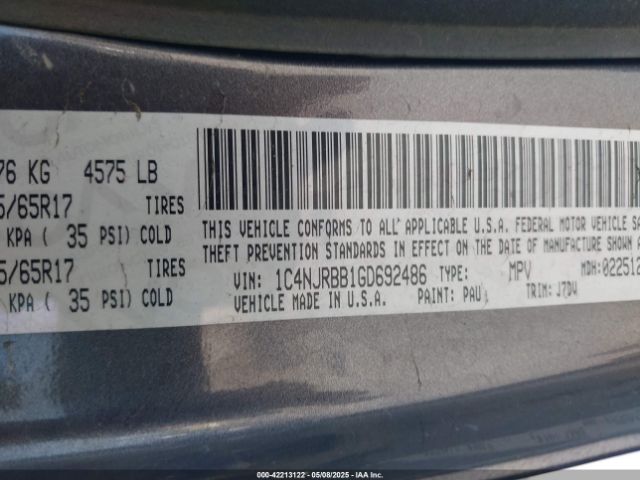 76 KG 4575 LB
5/65R17 TIRES
KPA ( 35 PSI) COLD
5/65R17 TIRES
KPA ( 35 PSI) COLD
THIS VEHICLE CONFORMS TO ALL APPLICABLE U.S.A. FEDERAL MOTOR VEHICLE SA
THEFT PREVENTION STANDARDS IN EFFECT ON THE DATE OF MANUFACTURE SHOWN
VIN: 1C4NJRBB1GD692486 TYPE: MPV MDH: 022512
VEHICLE MADE IN U.S.A. PAINT: PAU TRIM: J7DV
000-42213122 - 05/08/2025 - IAA Inc.